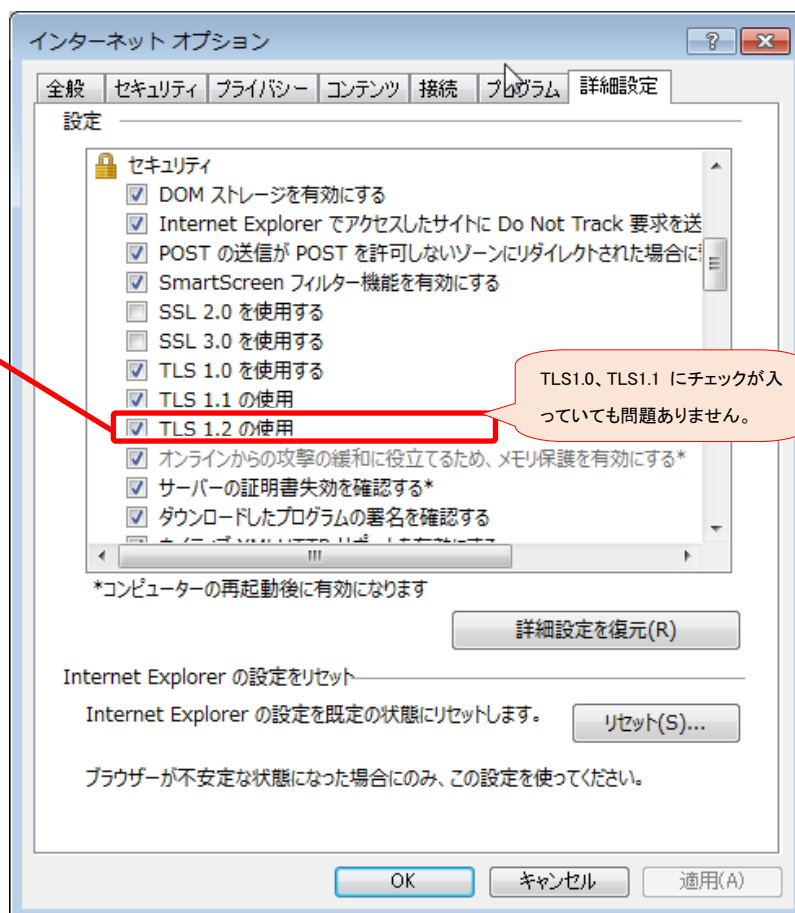 インターネット オプション
全般 セキュリティ プライバシー コンテンツ 接続 プログラム 詳細設定
設定
セキュリティ
DOM ストレージを有効にする
Internet Explorer でアクセスしたサイトに Do Not Track 要求を送
POST の送信が POST を許可しないゾーンにリダイレクトされた場合に
SmartScreen フィルター機能を有効にする
SSL 2.0 を使用する
SSL 3.0 を使用する
TLS 1.0 を使用する
TLS 1.1 の使用
TLS 1.2 の使用
TLS1.0、TLS1.1 にチェックが入
っていても問題ありません。
オンラインからの攻撃の緩和に役立てるため、メモリ保護を有効にする*
サーバーの証明書失効を確認する*
ダウンロードしたプログラムの署名を確認する
*コンピューターの再起動後に有効になります
詳細設定を復元(R)
Internet Explorer の設定をリセット
Internet Explorer の設定を既定の状態にリセットします。
リセット(S)...
ブラウザーが不安定な状態になった場合にのみ、この設定を使ってください。
OK キャンセル 適用(A)